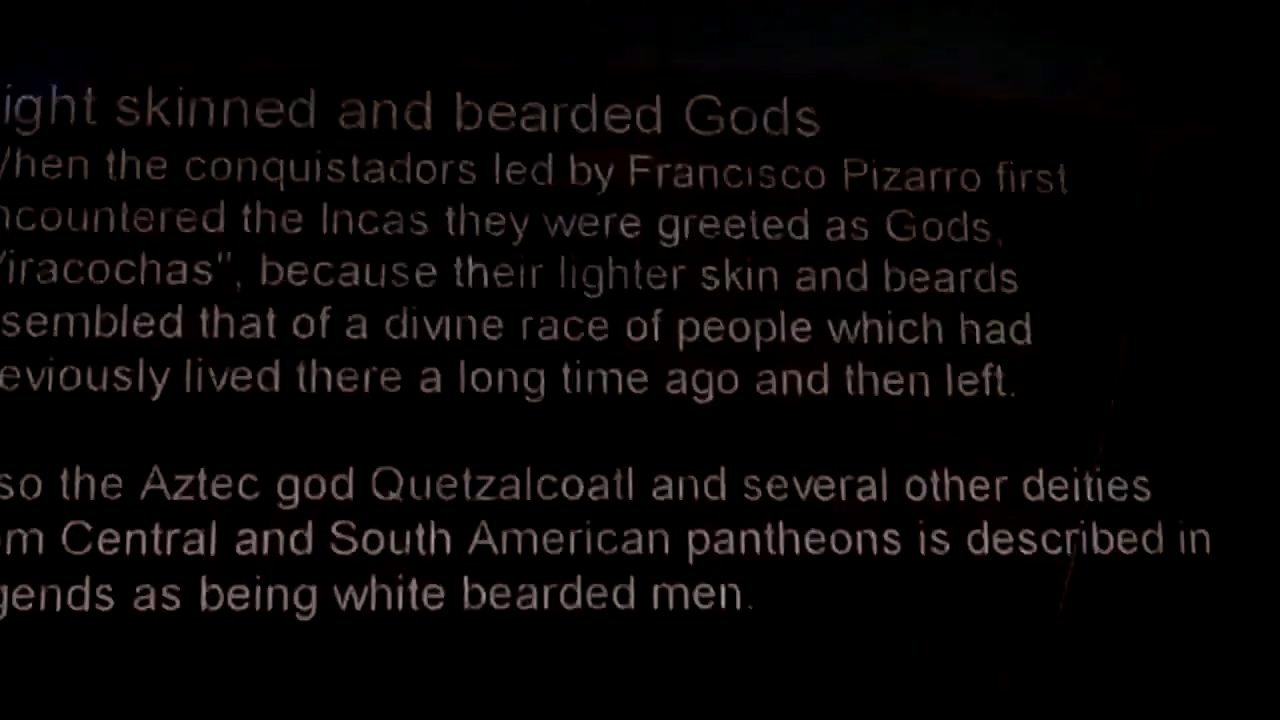 ight skinned and bearded Gods
hen the conquistadors led by Francisco Pizarro first
ncountered the Incas they were greeted as Gods,
iracochas", because their lighter skin and beards
sembled that of a divine race of people which had
eviously lived there a long time ago and then left.
so the Aztec god Quetzalcoatl and several other deities
om Central and South American pantheons is described in
gends as being white bearded men.